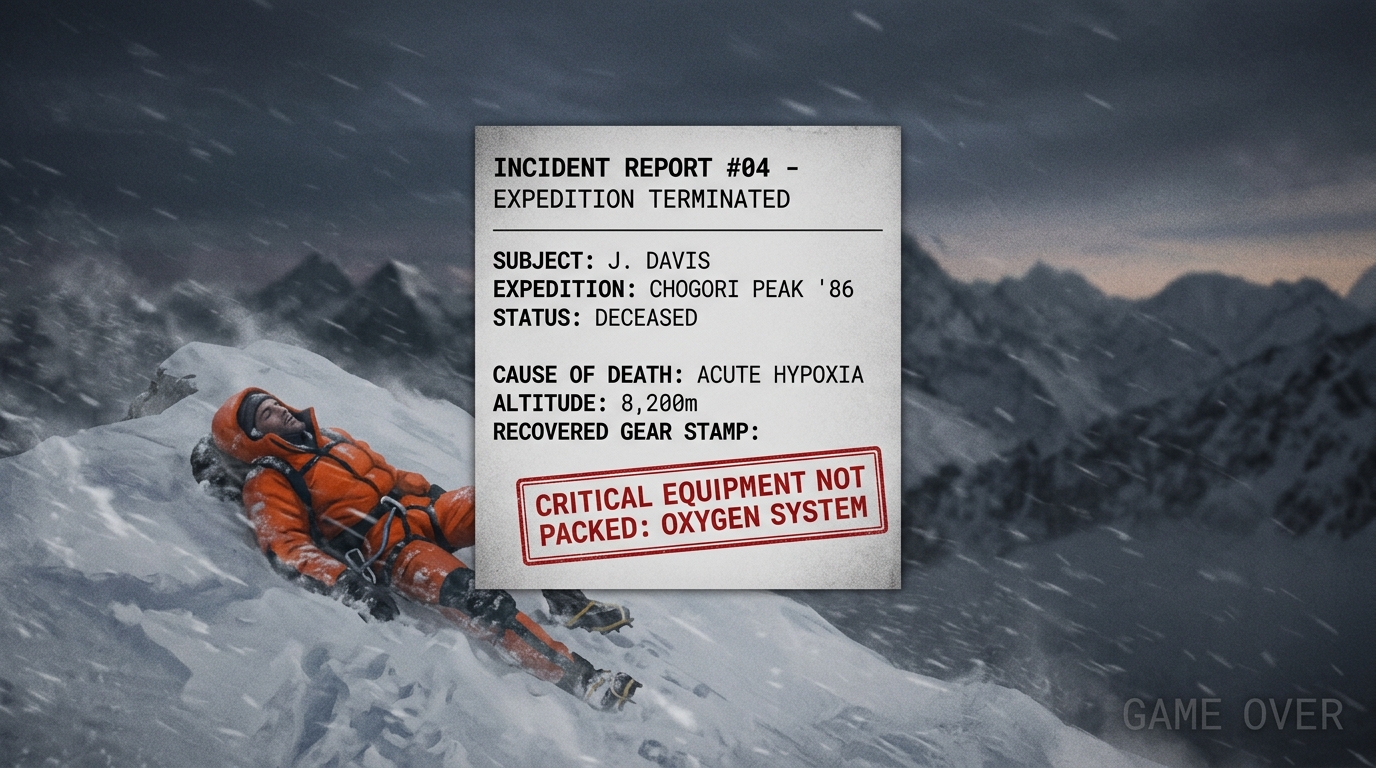 INCIDENT REPORT #04 -
EXPEDITION TERMINATED
SUBJECT: J. DAVIS
EXPEDITION: CHOGORI PEAK '86
STATUS: DECEASED
CAUSE OF DEATH: ACUTE HYPOXIA
ALTITUDE: 8,200m
RECOVERED GEAR STAMP:
CRITICAL EQUIPMENT NOT
PACKED: OXYGEN SYSTEM
GAME OVER